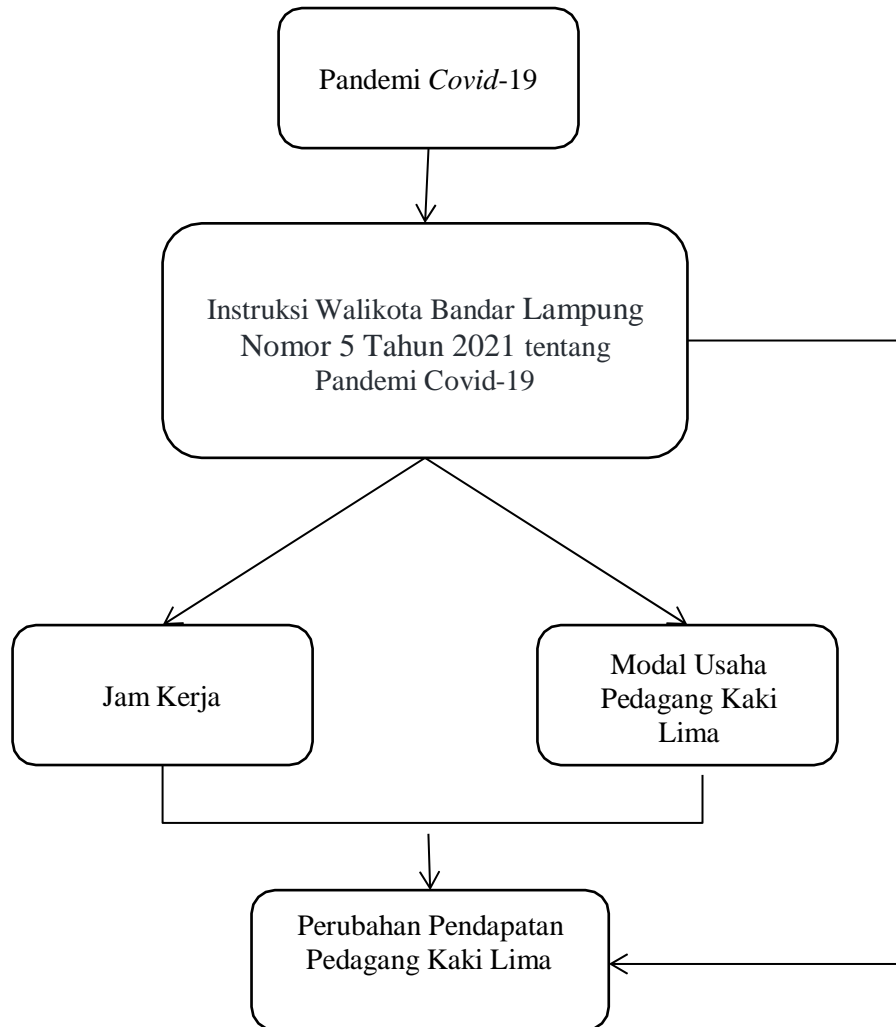 Pandemi Covid-19
Instruksi Walikota Bandar Lampung
Nomor 5 Tahun 2021 tentang
Pandemi Covid-19
Jam Kerja
Modal Usaha
Pedagang Kaki
Lima
Perubahan Pendapatan
Pedagang Kaki Lima